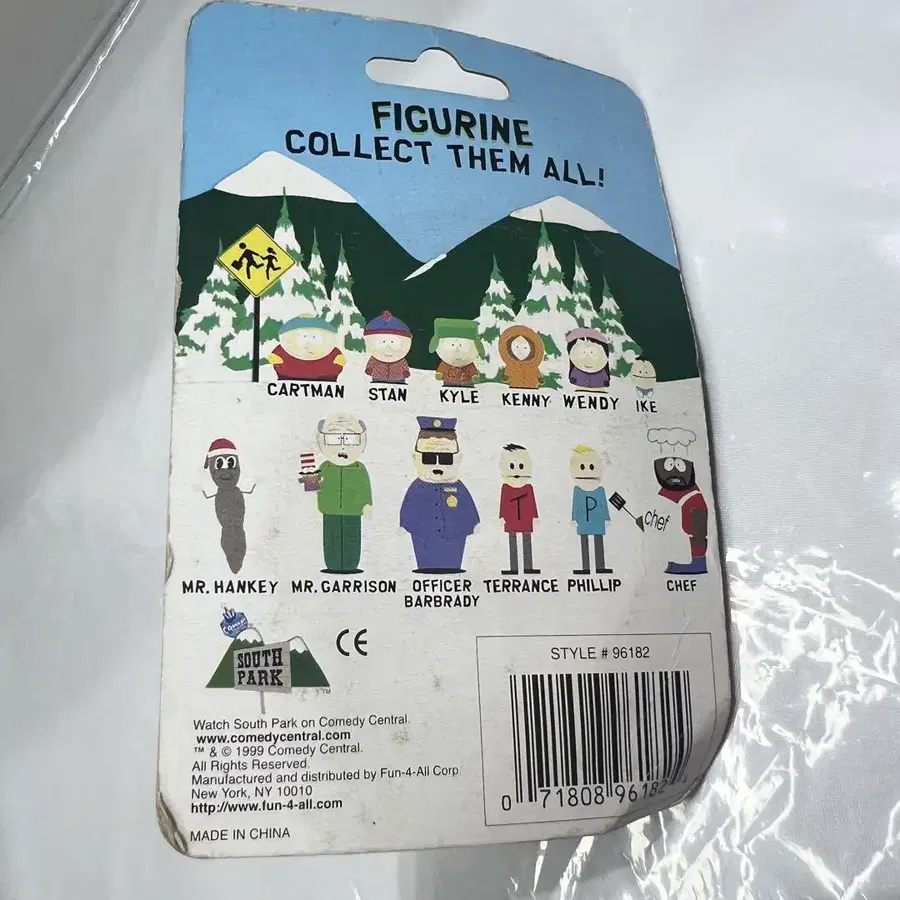 FIGURINE
COLLECT THEM ALL!
CARTMAN STAN KYLE KENNY WENDY IKE
T P chef
MR. HANKEY MR. GARRISON OFFICER BARBRADY TERRANCE PHILLIP CHEF
SOUTH PARK ™
CE
Watch South Park on Comedy Central.
www.comedycentral.com
™ & © 1999 Comedy Central.
All Rights Reserved.
Manufactured and distributed by Fun-4-All Corp
New York, NY 10010
http://www.fun-4-all.com
MADE IN CHINA
STYLE # 96182
0 71808 96182